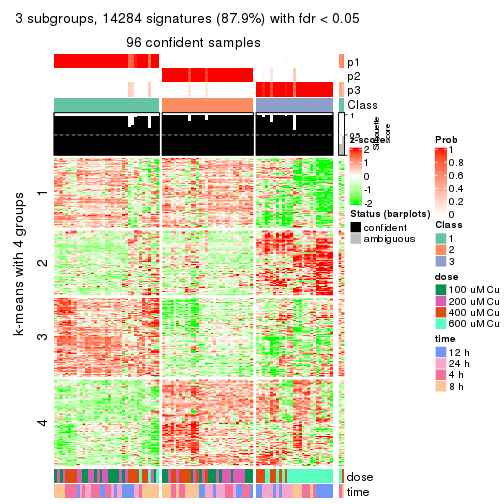 3 subgroups, 14284 signatures (87.9%) with fdr < 0.05
96 confident samples
p1
p2
p3
Class
1
0.5
Silhouette
score
k-means with 4 groups
1
2
3
4
dose
time
z-score
2
1
0
-1
-2
Status (barplots)
confident
ambiguous
Prob
1
0.8
0.6
0.4
0.2
0
Class
1
2
3
dose
100 uM Cu
200 uM Cu
400 uM Cu
600 uM Cu
time
12 h
24 h
4 h
8 h